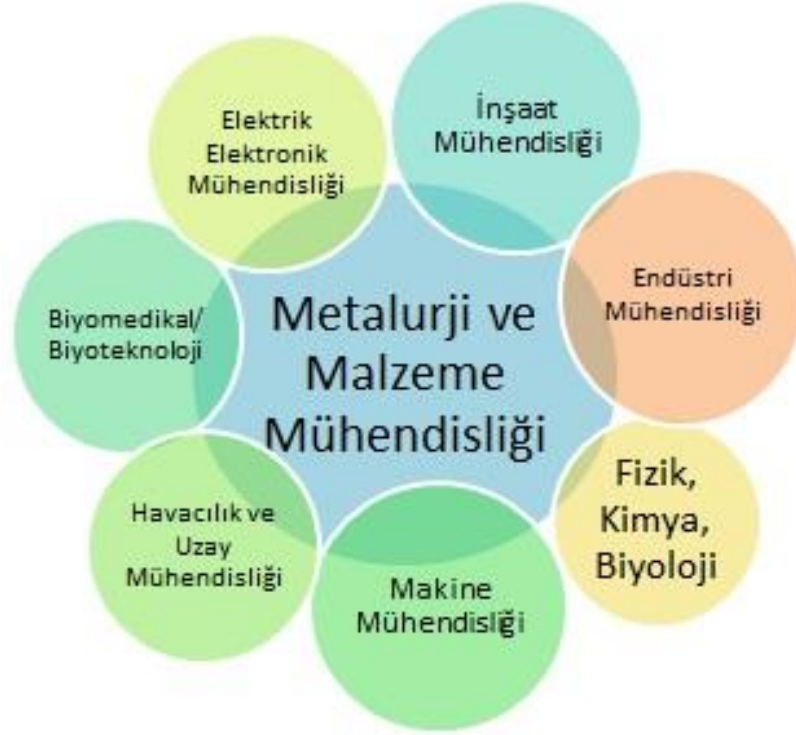 Elektrik
Elektronik
Mühendisliği
İnşaat
Mühendisliği
Endüstri
Mühendisliği
Metalurji ve
Malzeme
Mühendisliği
Biyomedikal/
Biyoteknoloji
Fizik,
Kimya,
Biyoloji
Havacılık ve
Uzay
Mühendisliği
Makine
Mühendisliği